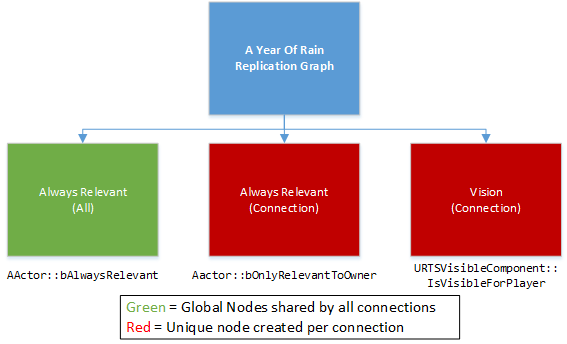 A Year Of Rain
Replication Graph
Always Relevant
(All)
Always Relevant
(Connection)
Vision
(Connection)
AActor::bAlwaysRelevant
Aactor::bOnlyRelevantToOwner
URTSVisibleComponent::
IsVisibleForPlayer
Green = Global Nodes shared by all connections
Red = Unique node created per connection